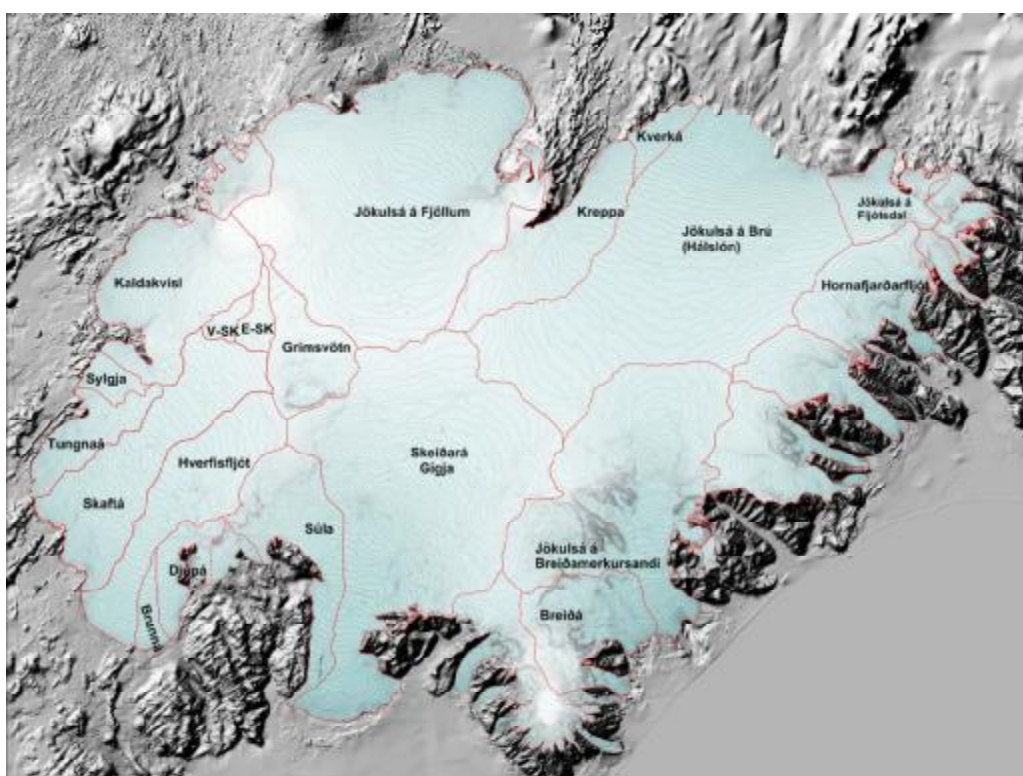 Kverká
Jökulsá á Fjöllum
Kreppa
Jökulsá á
Fljótsdal
Jökulsá á Brú
(Hálslón)
Kaldakvísl
Hornafjarðarfljót
V-SK
E-SK
Grímsvötn
Sylgja
Tungnaá
Hverfisfljót
Skeiðará
Gígja
Skaftá
Súla
Jökulsá á
Breiðamerkursandi
Djúpá
Breiðá
Brunná